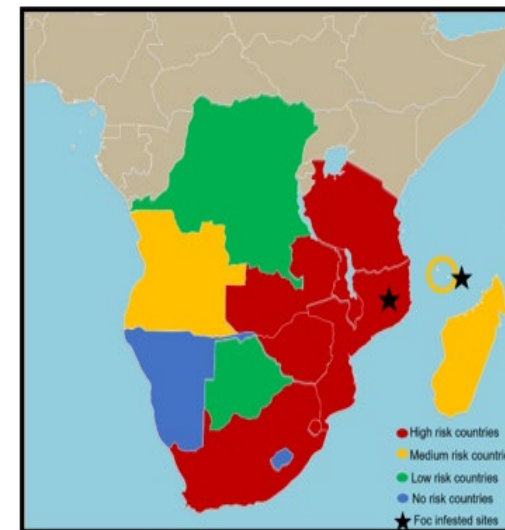 High risk countries
Medium risk countri
Low risk countries
No risk countries
Foc infested sites